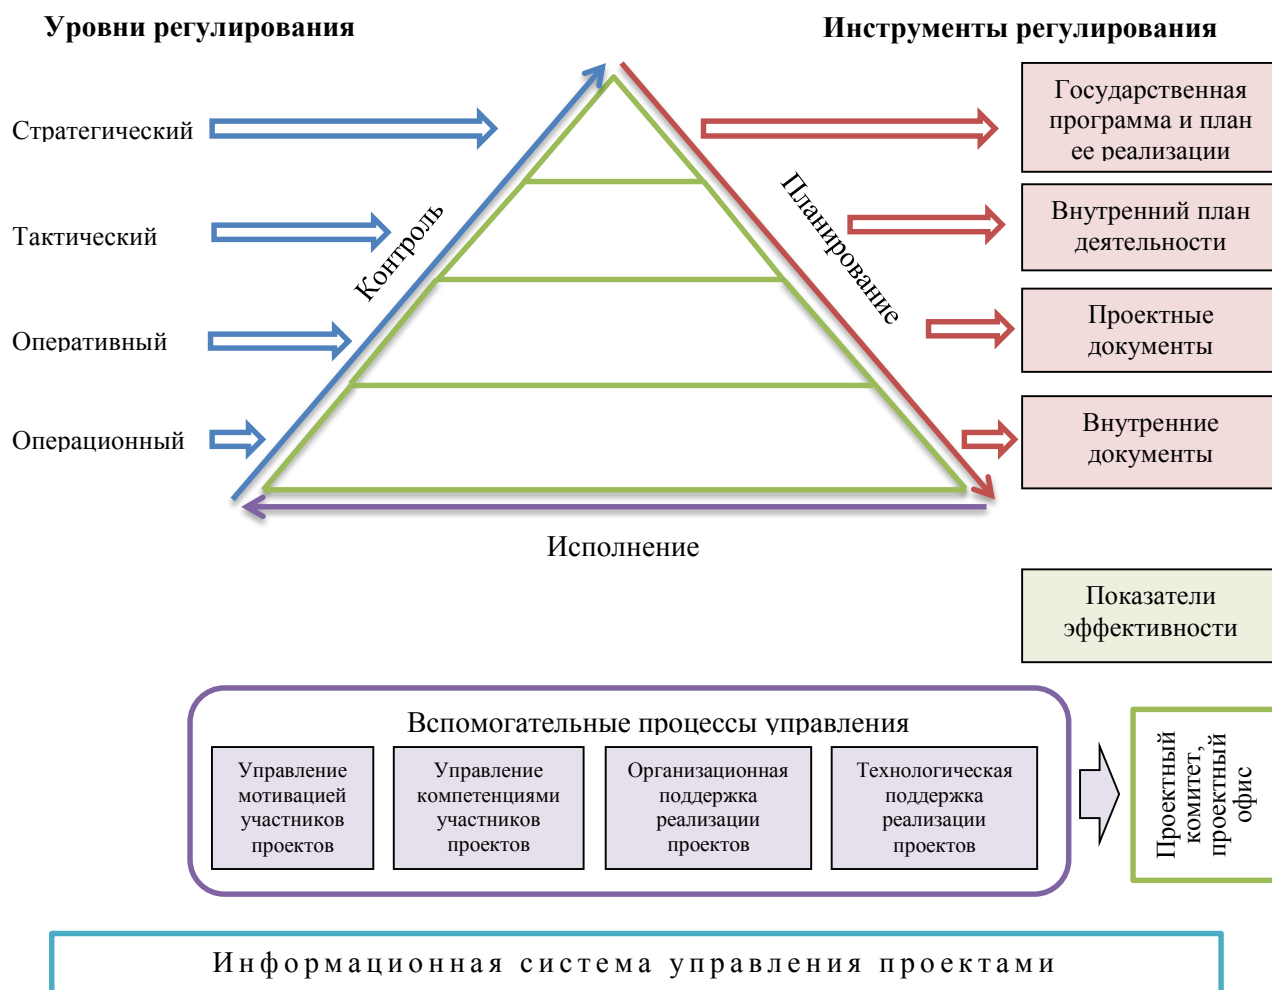 Уровни регулирования
Инструменты регулирования
Стратегический
Государственная
программа и план
ее реализации
Тактический
Контроль
Планирование
Внутренний план
деятельности
Оперативный
Проектные
документы
Операционный
Внутренние
документы
Исполнение
Показатели
эффективности
Вспомогательные процессы управления
Управление
мотивацией
участников
проектов
Управление
компетенциями
участников
проектов
Организационная
поддержка
реализации
проектов
Технологическая
поддержка
реализации
проектов
Проектный
комитет,
проектный
офис
Информационная система управления проектами